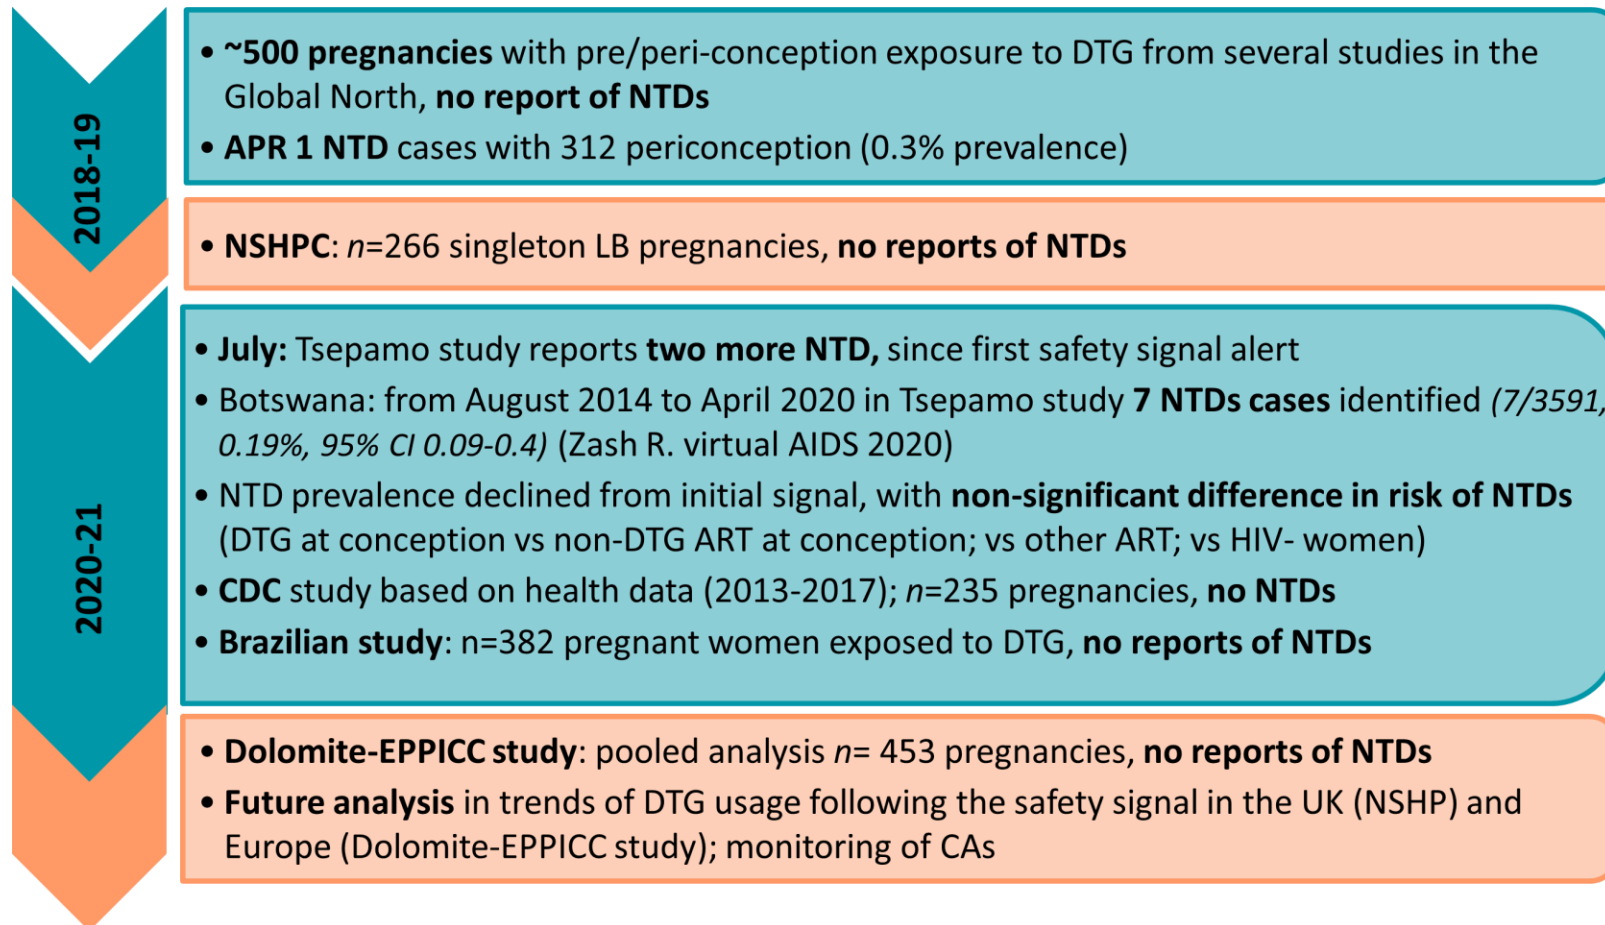 2018-19
• ~500 pregnancies with pre/peri-conception exposure to DTG from several studies in the
Global North, no report of NTDs
• APR 1 NTD cases with 312 periconception (0.3% prevalence)
• NSHPC: n=266 singleton LB pregnancies, no reports of NTDs
2020-21
• July: Tsepamo study reports two more NTD, since first safety signal alert
• Botswana: from August 2014 to April 2020 in Tsepamo study 7 NTDs cases identified (7/3591,
0.19%, 95% CI 0.09-0.4) (Zash R. virtual AIDS 2020)
• NTD prevalence declined from initial signal, with non-significant difference in risk of NTDs
(DTG at conception vs non-DTG ART at conception; vs other ART; vs HIV- women)
• CDC study based on health data (2013-2017); n=235 pregnancies, no NTDs
• Brazilian study: n=382 pregnant women exposed to DTG, no reports of NTDs
• Dolomite-EPPICC study: pooled analysis n= 453 pregnancies, no reports of NTDs
• Future analysis in trends of DTG usage following the safety signal in the UK (NSHP) and
Europe (Dolomite-EPPICC study); monitoring of CAs